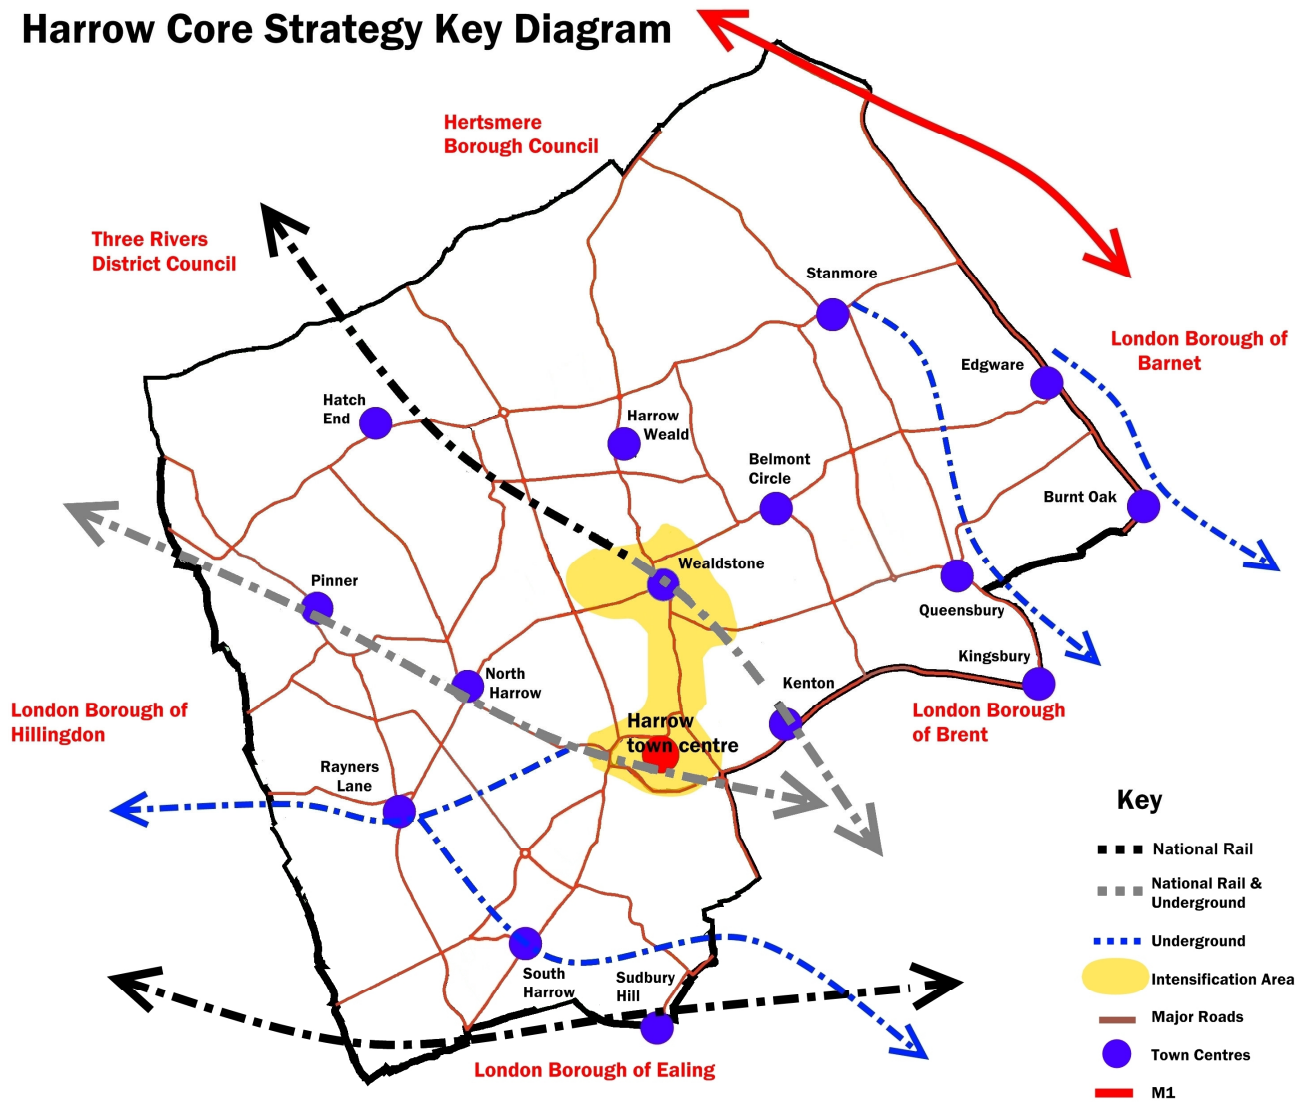 Harrow Core Strategy Key Diagram
Hertsmere
Borough Council
Three Rivers
District Council
Stanmore
London Borough of
Barnet
Edgware
Hatch
End
Harrow
Weald
Belmont
Circle
Burnt Oak
Wealdstone
Pinner
Queensbury
Kingsbury
North
Harrow
Kenton
London Borough of
Hillingdon
London Borough
of Brent
Harrow
town centre
Rayners
Lane
Key
National Rail
National Rail &
Underground
Underground
South
Harrow
Sudbury
Hill
Intensification Area
Major Roads
Town Centres
London Borough of Ealing
M1